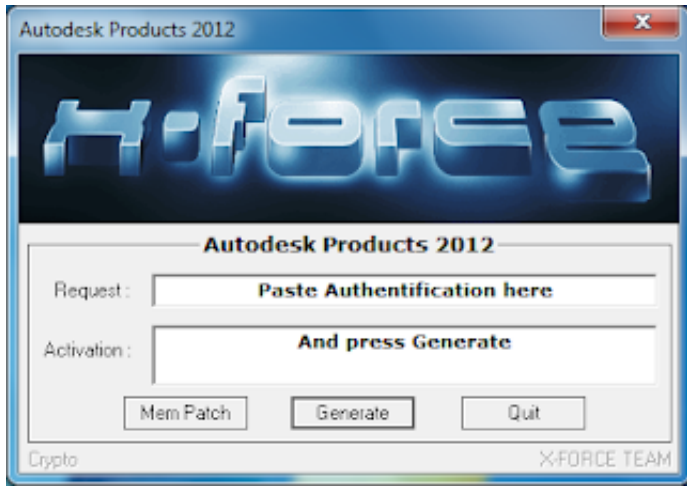 Autodesk Products 2012
x-force
Autodesk Products 2012
Request :
Paste Authentification here
Activation :
And press Generate
Mem Patch
Generate
Quit
Crypto
X-FORCE TEAM